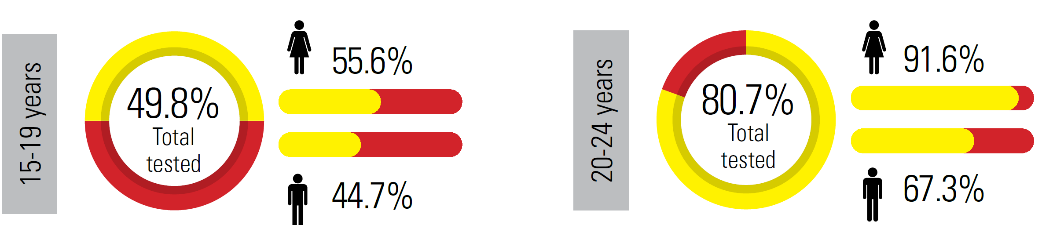 15-19 years
49.8%
Total
tested
55.6%
44.7%
20-24 years
80.7%
Total
tested
91.6%
67.3%